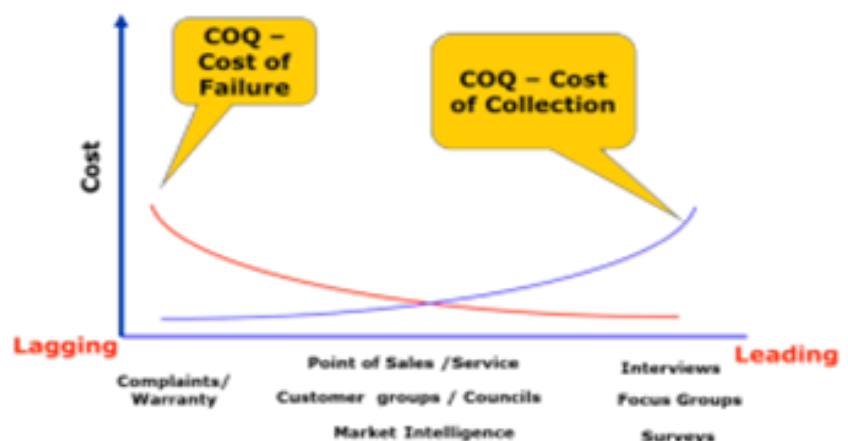 COQ –
Cost of
Failure
COQ – Cost
of Collection
Cost
Lagging
Leading
Complaints/
Warranty
Point of Sales /Service
Customer groups / Councils
Market Intelligence
Interviews
Focus Groups
Surveys